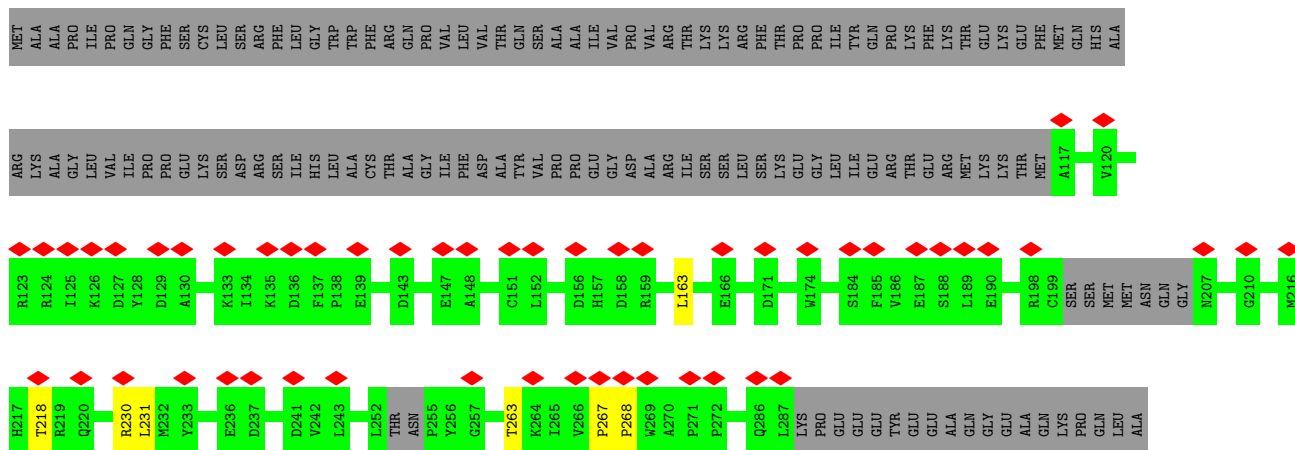 MET ALA ALA PRO ILE PRO GLN GLY PHE SER CYS LEU SER ARG PHE LEU GLY TRP TRP PHE ARG GLN PRO VAL LEU VAL THR GLN SER ALA ALA ILE VAL PRO VAL ARG THR LYS LYS ARG PHE THR PRO PRO ILE TYR GLN PRO LYS PHE LYS THR GLU LYS GLU PHE MET GLN HIS ALA
ARG LYS ALA GLY LEU VAL ILE PRO PRO GLU LYS SER ASP ARG SER ILE HIS LEU ALA CYS THR ALA GLY ILE PHE ASP ALA TYR VAL PRO PRO GLU GLY ASP ALA ARG ILE SER SER LEU SER LYS GLU GLY LEU ILE GLU ARG THR GLU ARG MET LYS LYS THR MET A117 V120
R123 R124 I125 K126 D127 Y128 D129 A130 K133 I134 K135 D136 F137 P138 E139 D143 E147 A148 C151 L152 D156 H157 D158 R159 L163 E166 D171 W174 S184 F185 V186 E187 S188 L189 E190 R198 C199 SER SER MET MET ASN GLN GLY N207 G210 M216
H217 T218 R219 Q220 R230 L231 M232 Y233 E236 D237 D241 V242 L243 L252 THR ASN P255 Y256 G257 T263 K264 I265 V266 P267 P268 W269 A270 P271 P272 Q286 L287 LYS PRO GLU GLU GLU TYR GLU GLU ALA GLN GLY GLU ALA GLN LYS PRO GLN LEU ALA